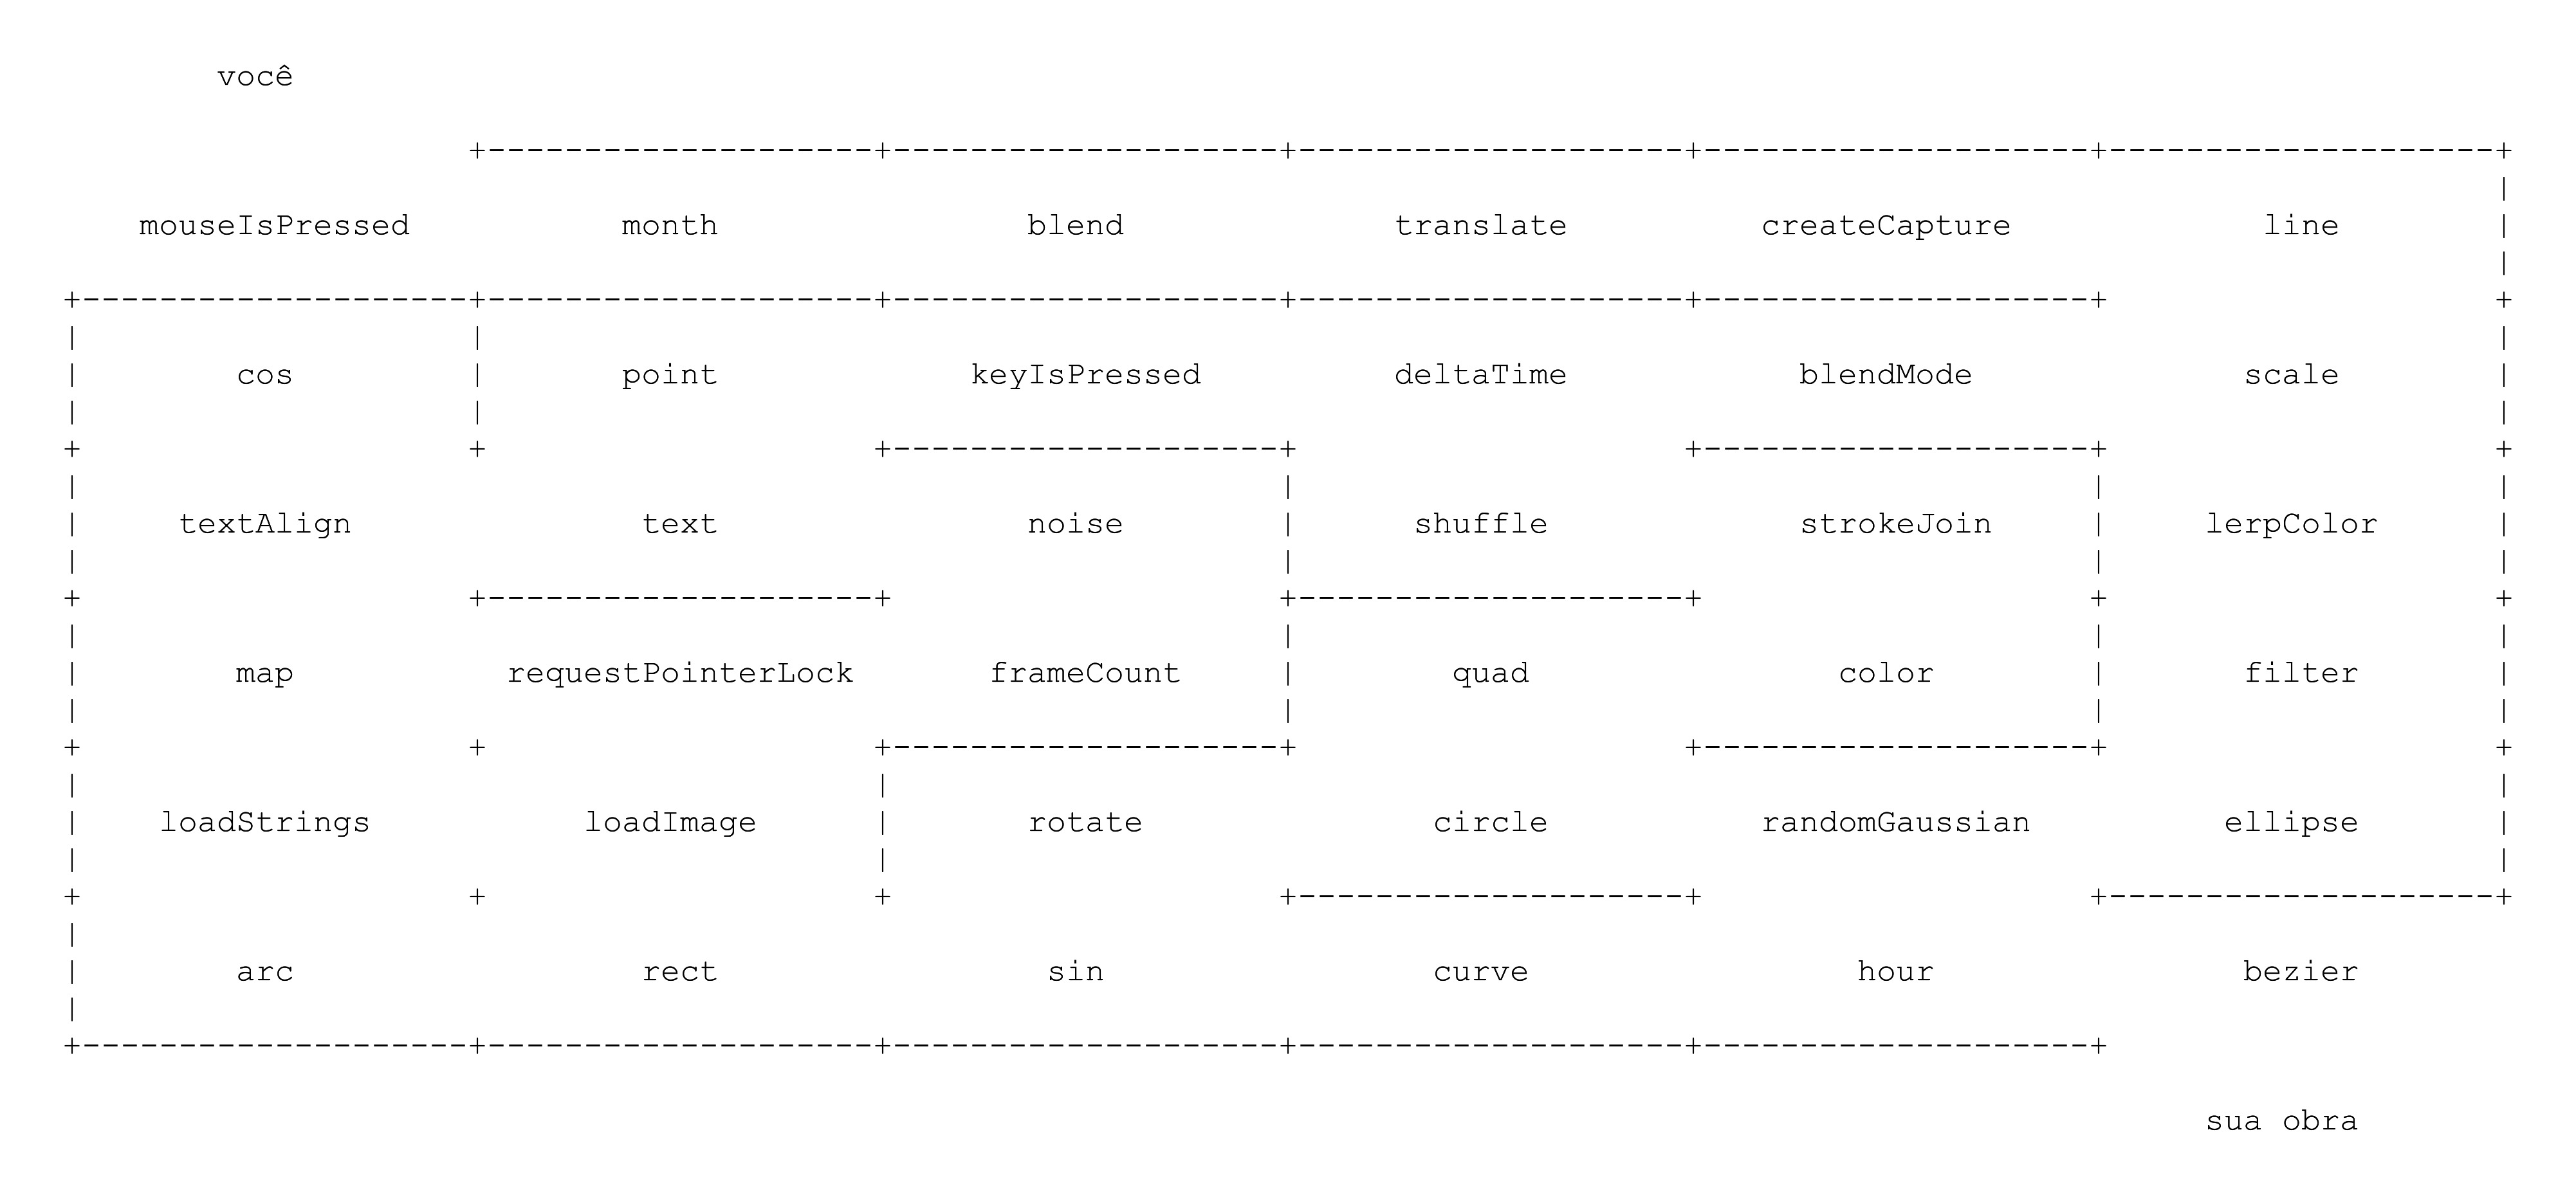 você
mouseIsPressed month blend translate createCapture line
cos point keyIsPressed deltaTime blendMode scale
textAlign text noise shuffle strokeJoin lerpColor
map requestPointerLock frameCount quad color filter
loadStrings loadImage rotate circle randomGaussian ellipse
arc rect sin curve hour bezier
sua obra